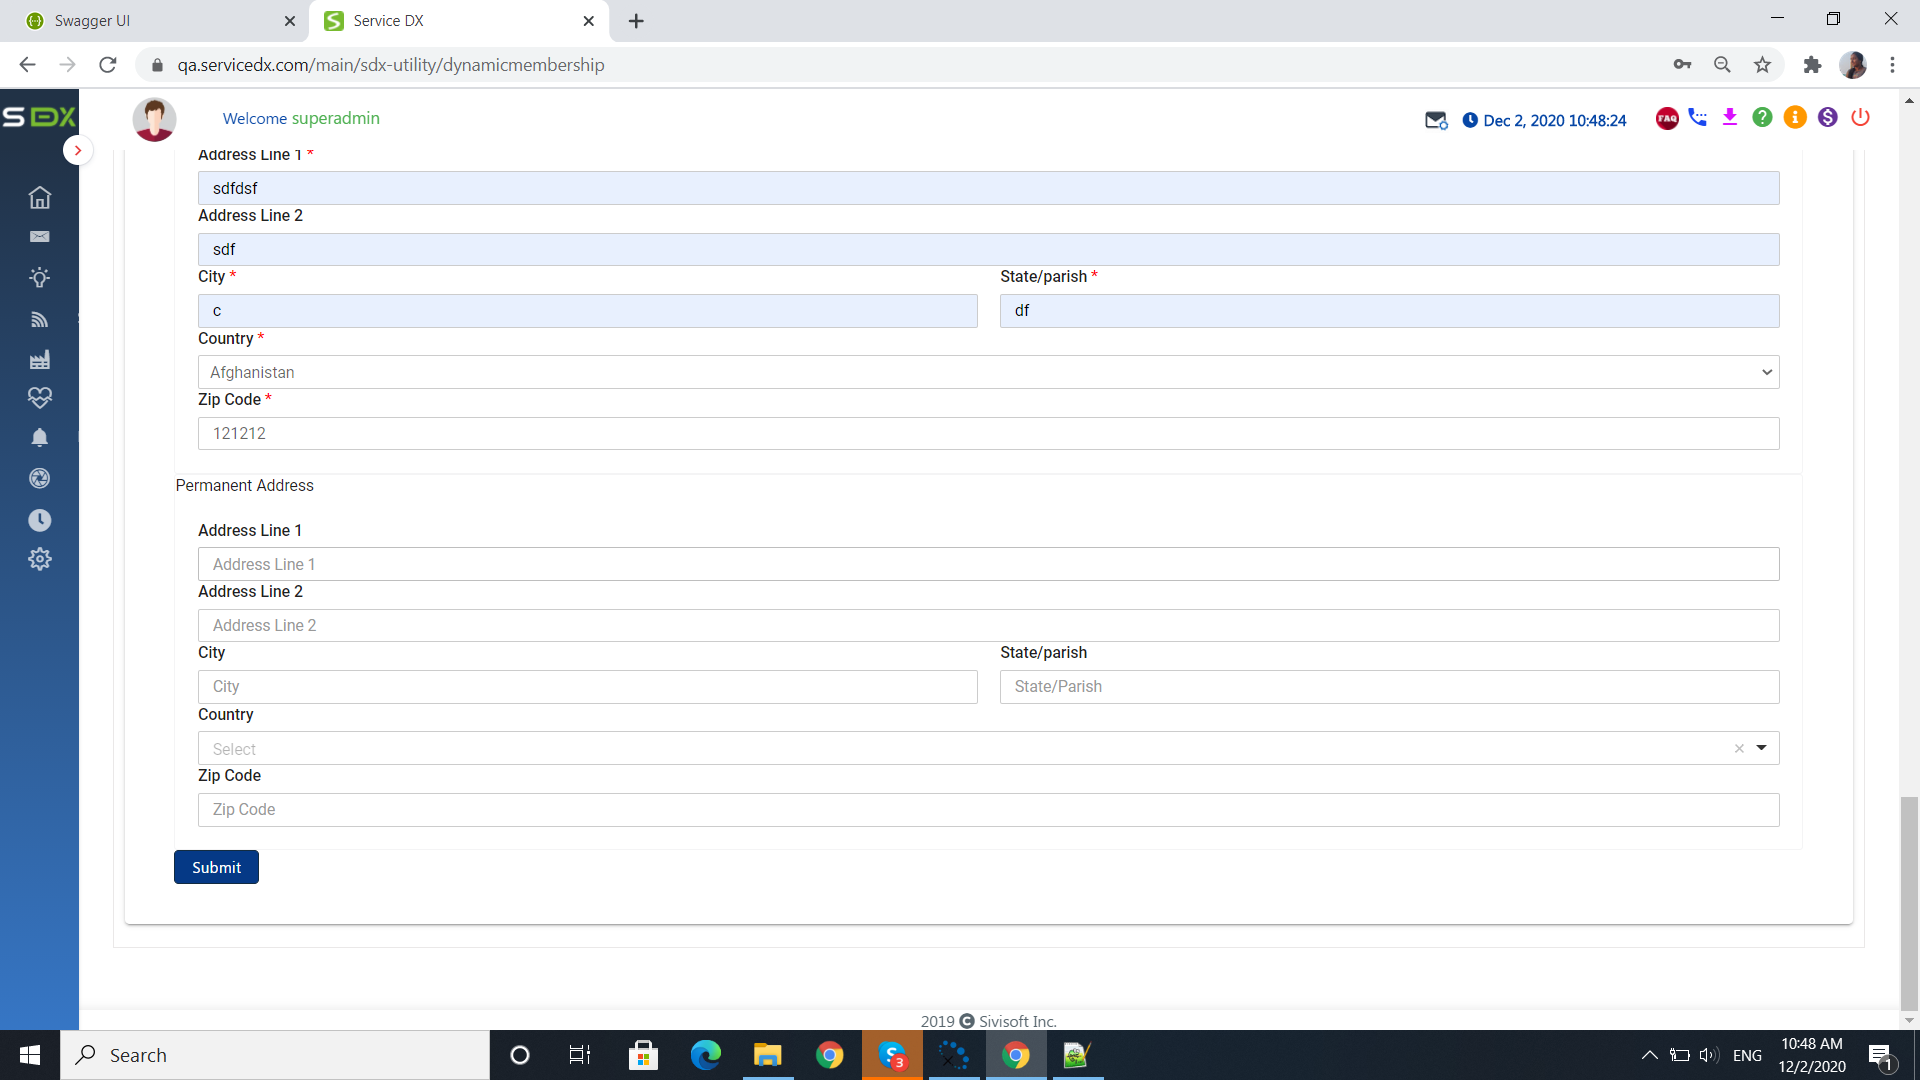 Swagger UI
Service DX
qa.servicedx.com/main/sdx-utility/dynamicmembership
SDX
Welcome superadmin
Dec 2, 2020 10:48:24
FAQ
Address Line 1 *
sdfdsf
Address Line 2
sdf
City * State/parish *
c df
Country *
Afghanistan
Zip Code *
121212
Permanent Address
Address Line 1
Address Line 1
Address Line 2
Address Line 2
City State/parish
City State/Parish
Country
Select
Zip Code
Zip Code
Submit
2019 © Sivisoft Inc.
Search
3
ENG
10:48 AM
12/2/2020
1